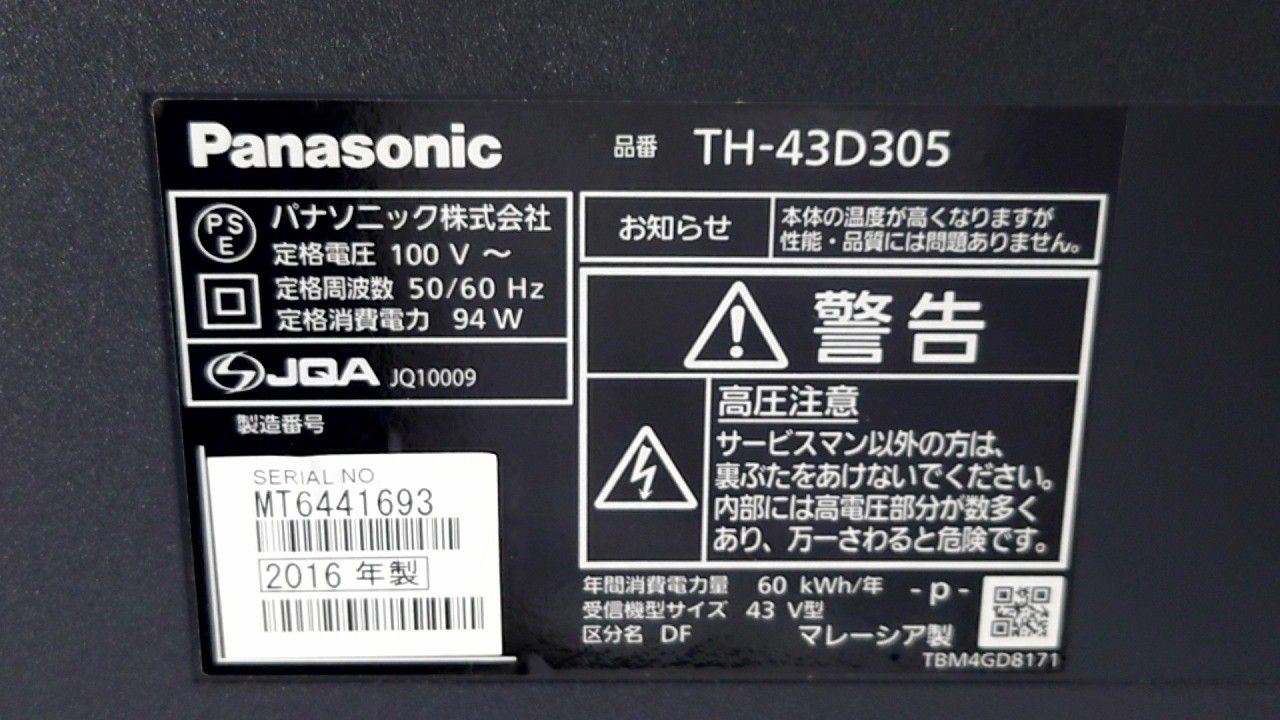 Panasonic
品番 TH-43D305
PS
E
パナソニック株式会社
定格電圧 100 V ～
定格周波数 50/60 Hz
定格消費電力 94 W
JQA JQ10009
製造番号
SERIAL NO.
MT6441693
2016 年製
お知らせ
本体の温度が高くなりますが
性能・品質には問題ありません。
警告
高圧注意
サービスマン以外の方は、
裏ぶたをあけないでください。
内部には高電圧部分が数多く
あり、万一さわると危険です。
年間消費電力量 60 kWh/年 - p -
受信機型サイズ 43 V型
区分名 DF マレーシア製
TBM4GD8171